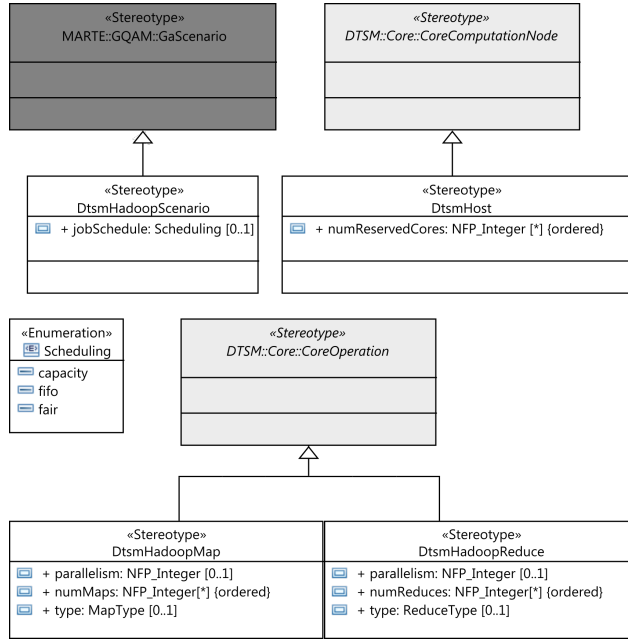 «Stereotype»
MARTE::GQAM::GaScenario
«Stereotype»
DTSM::Core::CoreComputationNode
«Stereotype»
DtsmHadoopScenario
+ jobSchedule: Scheduling [0..1]
«Stereotype»
DtsmHost
+ numReservedCores: NFP_Integer [*] {ordered}
«Enumeration»
<E> Scheduling
capacity
fifo
fair
«Stereotype»
DTSM::Core::CoreOperation
«Stereotype»
DtsmHadoopMap
+ parallelism: NFP_Integer [0..1]
+ numMaps: NFP_Integer[*] {ordered}
+ type: MapType [0..1]
«Stereotype»
DtsmHadoopReduce
+ parallelism: NFP_Integer [0..1]
+ numReduces: NFP_Integer[*] {ordered}
+ type: ReduceType [0..1]